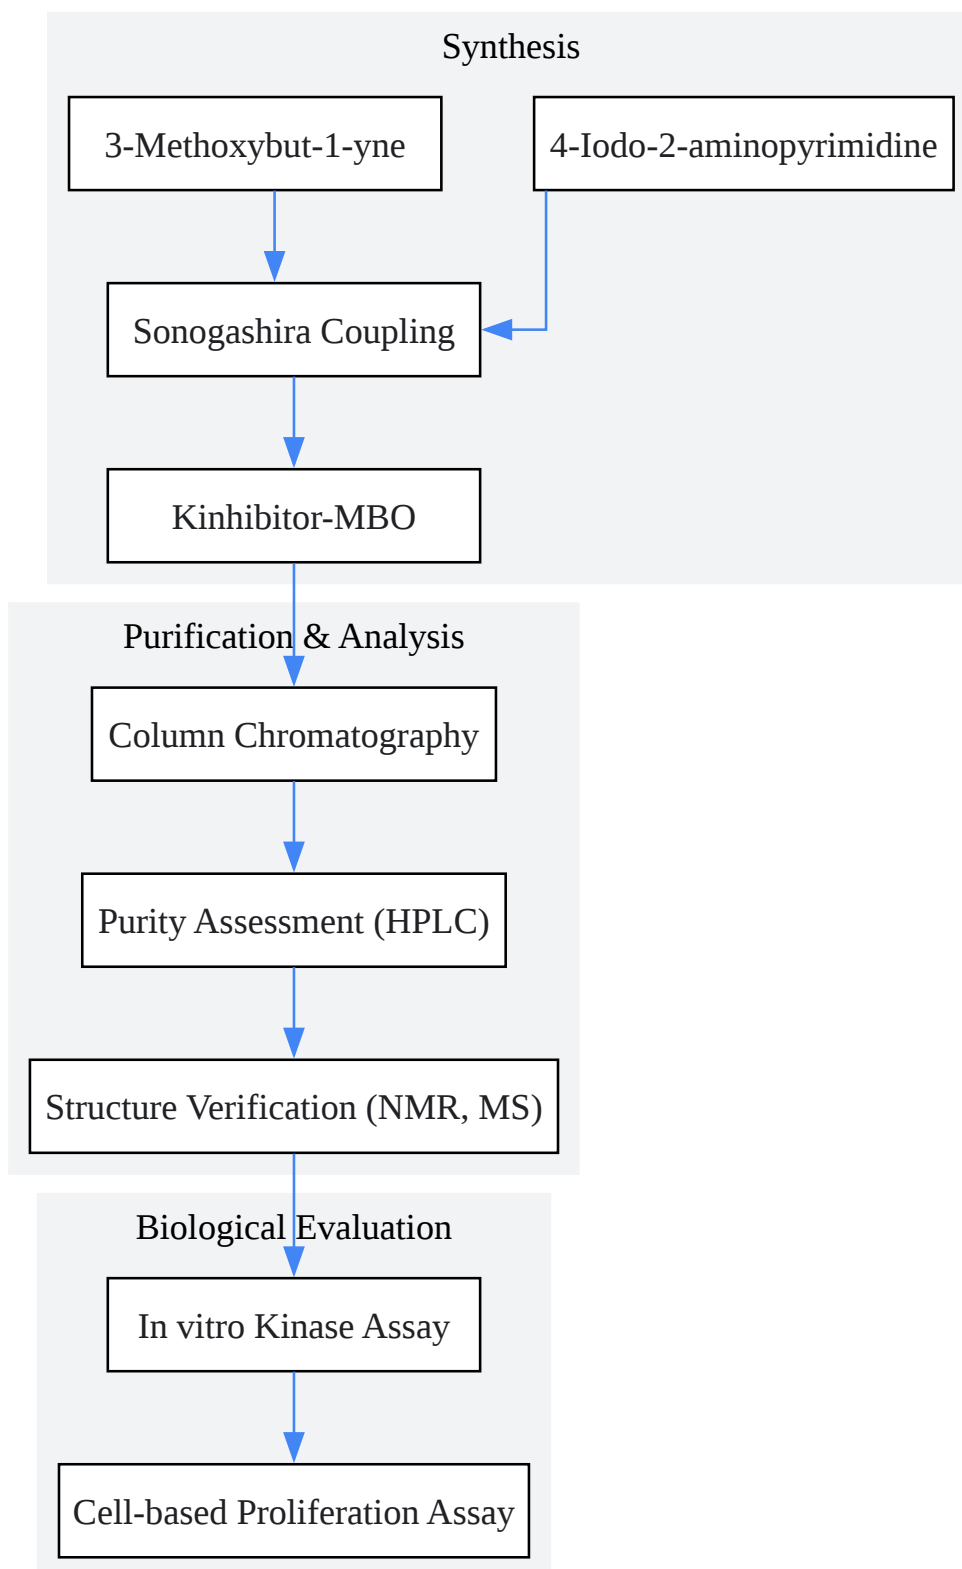 Synthesis
3-Methoxybut-1-yne
4-Iodo-2-aminopyrimidine
Sonogashira Coupling
Kinhibitor-MBO
Purification & Analysis
Column Chromatography
Purity Assessment (HPLC)
Structure Verification (NMR, MS)
Biological Evaluation
In vitro Kinase Assay
Cell-based Proliferation Assay